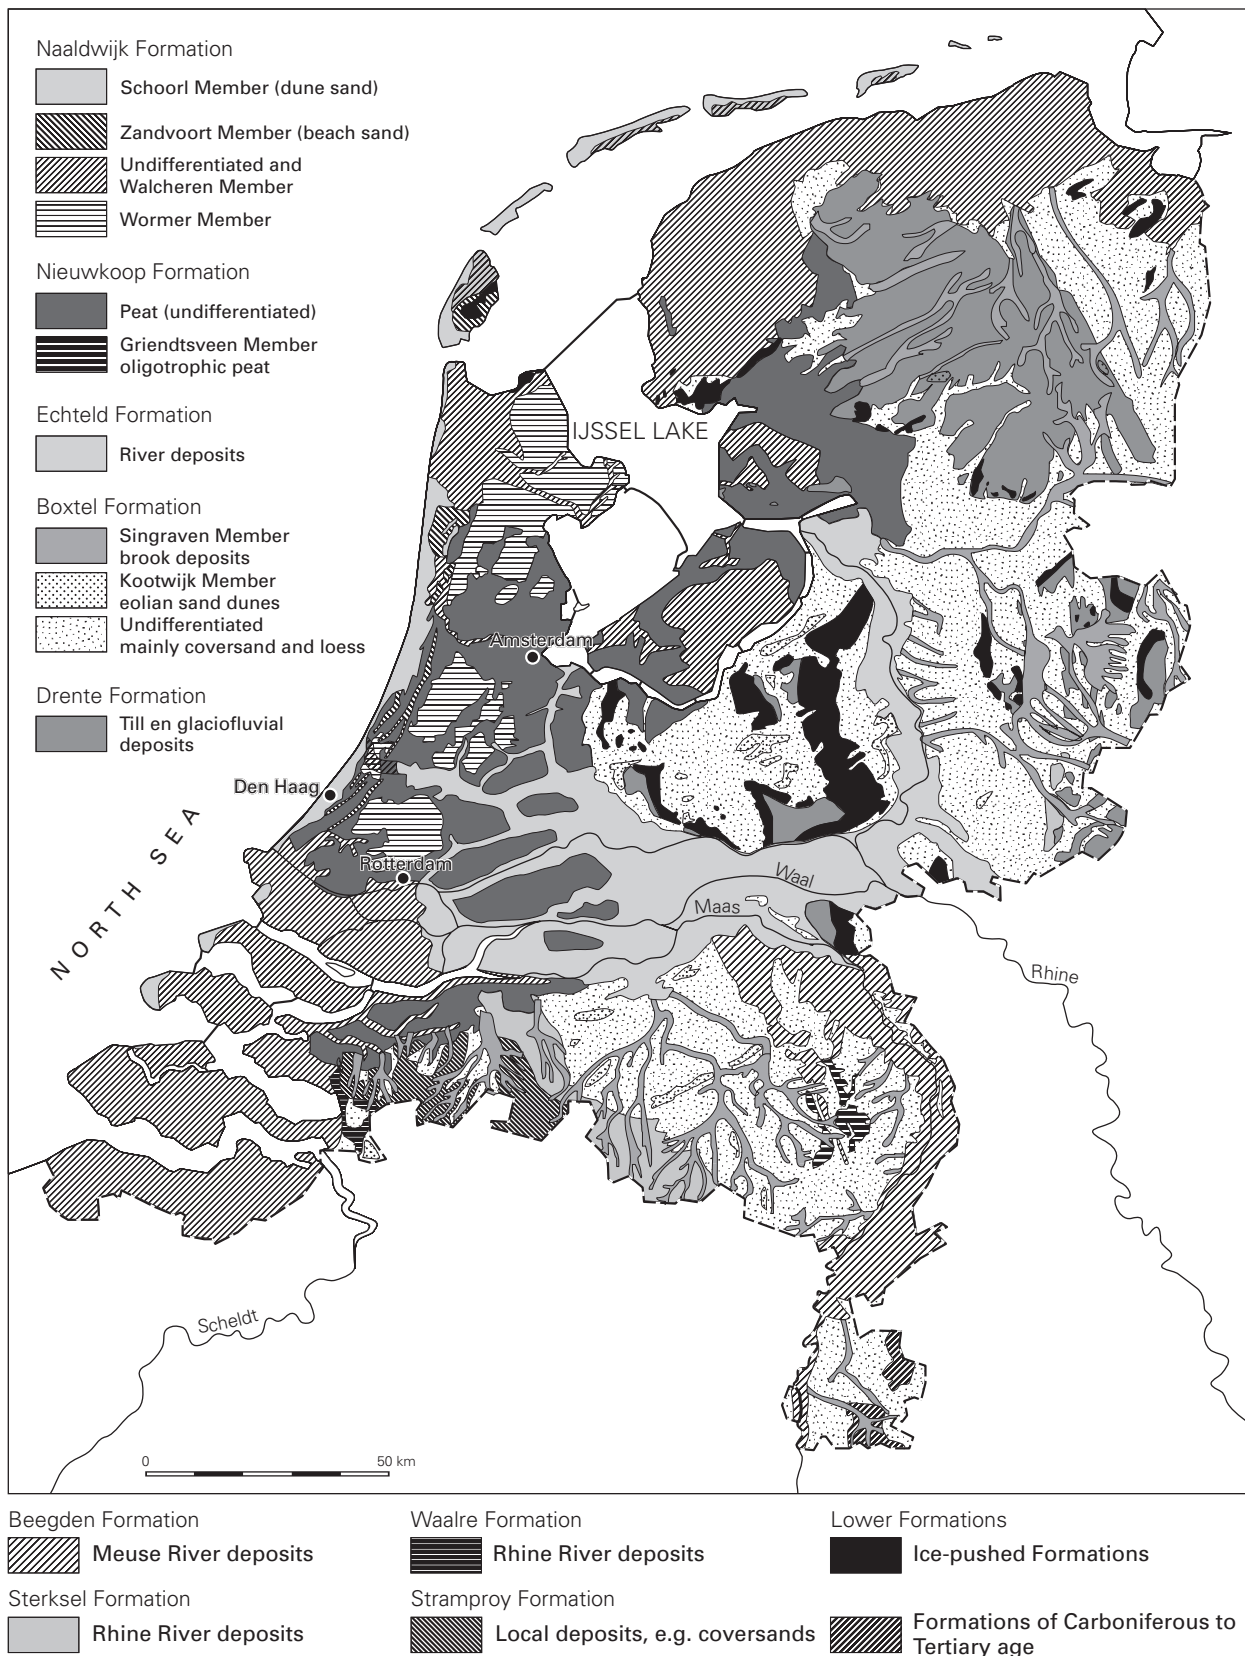 Naaldwijk Formation
Schoorl Member (dune sand)
Zandvoort Member (beach sand)
Undifferentiated and
Walcheren Member
Wormer Member
Nieuwkoop Formation
Peat (undifferentiated)
Griendtsveen Member
oligotrophic peat
Echteld Formation
River deposits
Boxtel Formation
Singraven Member
brook deposits
Kootwijk Member
eolian sand dunes
Undifferentiated
mainly coversand and loess
Drente Formation
Till en glaciofluvial
deposits
IJSSEL LAKE
Amsterdam
Den Haag
NORTH SEA
Rotterdam
Waal
Maas
Rhine
Scheldt
0 50 km
Beegden Formation
Meuse River deposits
Waalre Formation
Rhine River deposits
Lower Formations
Ice-pushed Formations
Sterksel Formation
Rhine River deposits
Stramproy Formation
Local deposits, e.g. coversands
Formations of Carboniferous to
Tertiary age